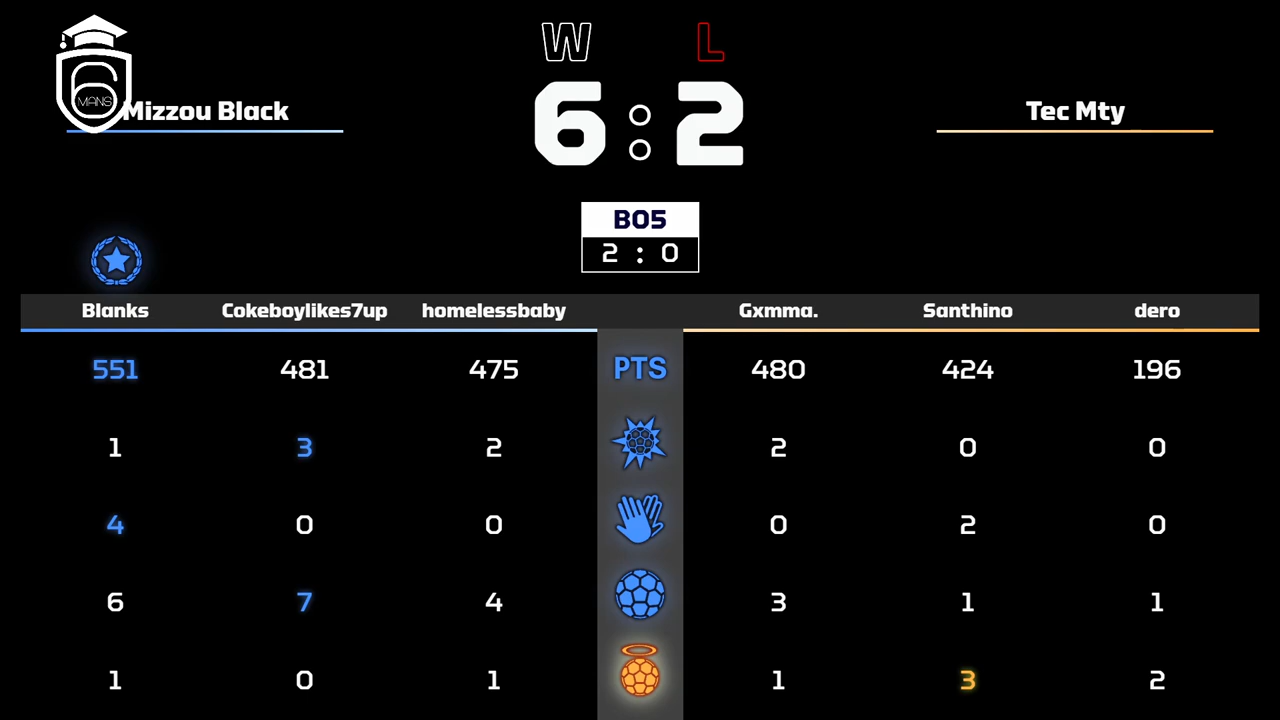 W L
6 MANS
Mizzou Black 6 : 2 Tec Mty
BO5
2 : 0
Blanks Cokeboylikes7up homelessbaby Gxmma. Santhino dero
551 481 475 PTS 480 424 196
1 3 2 2 0 0
4 0 0 0 2 0
6 7 4 3 1 1
1 0 1 1 3 2